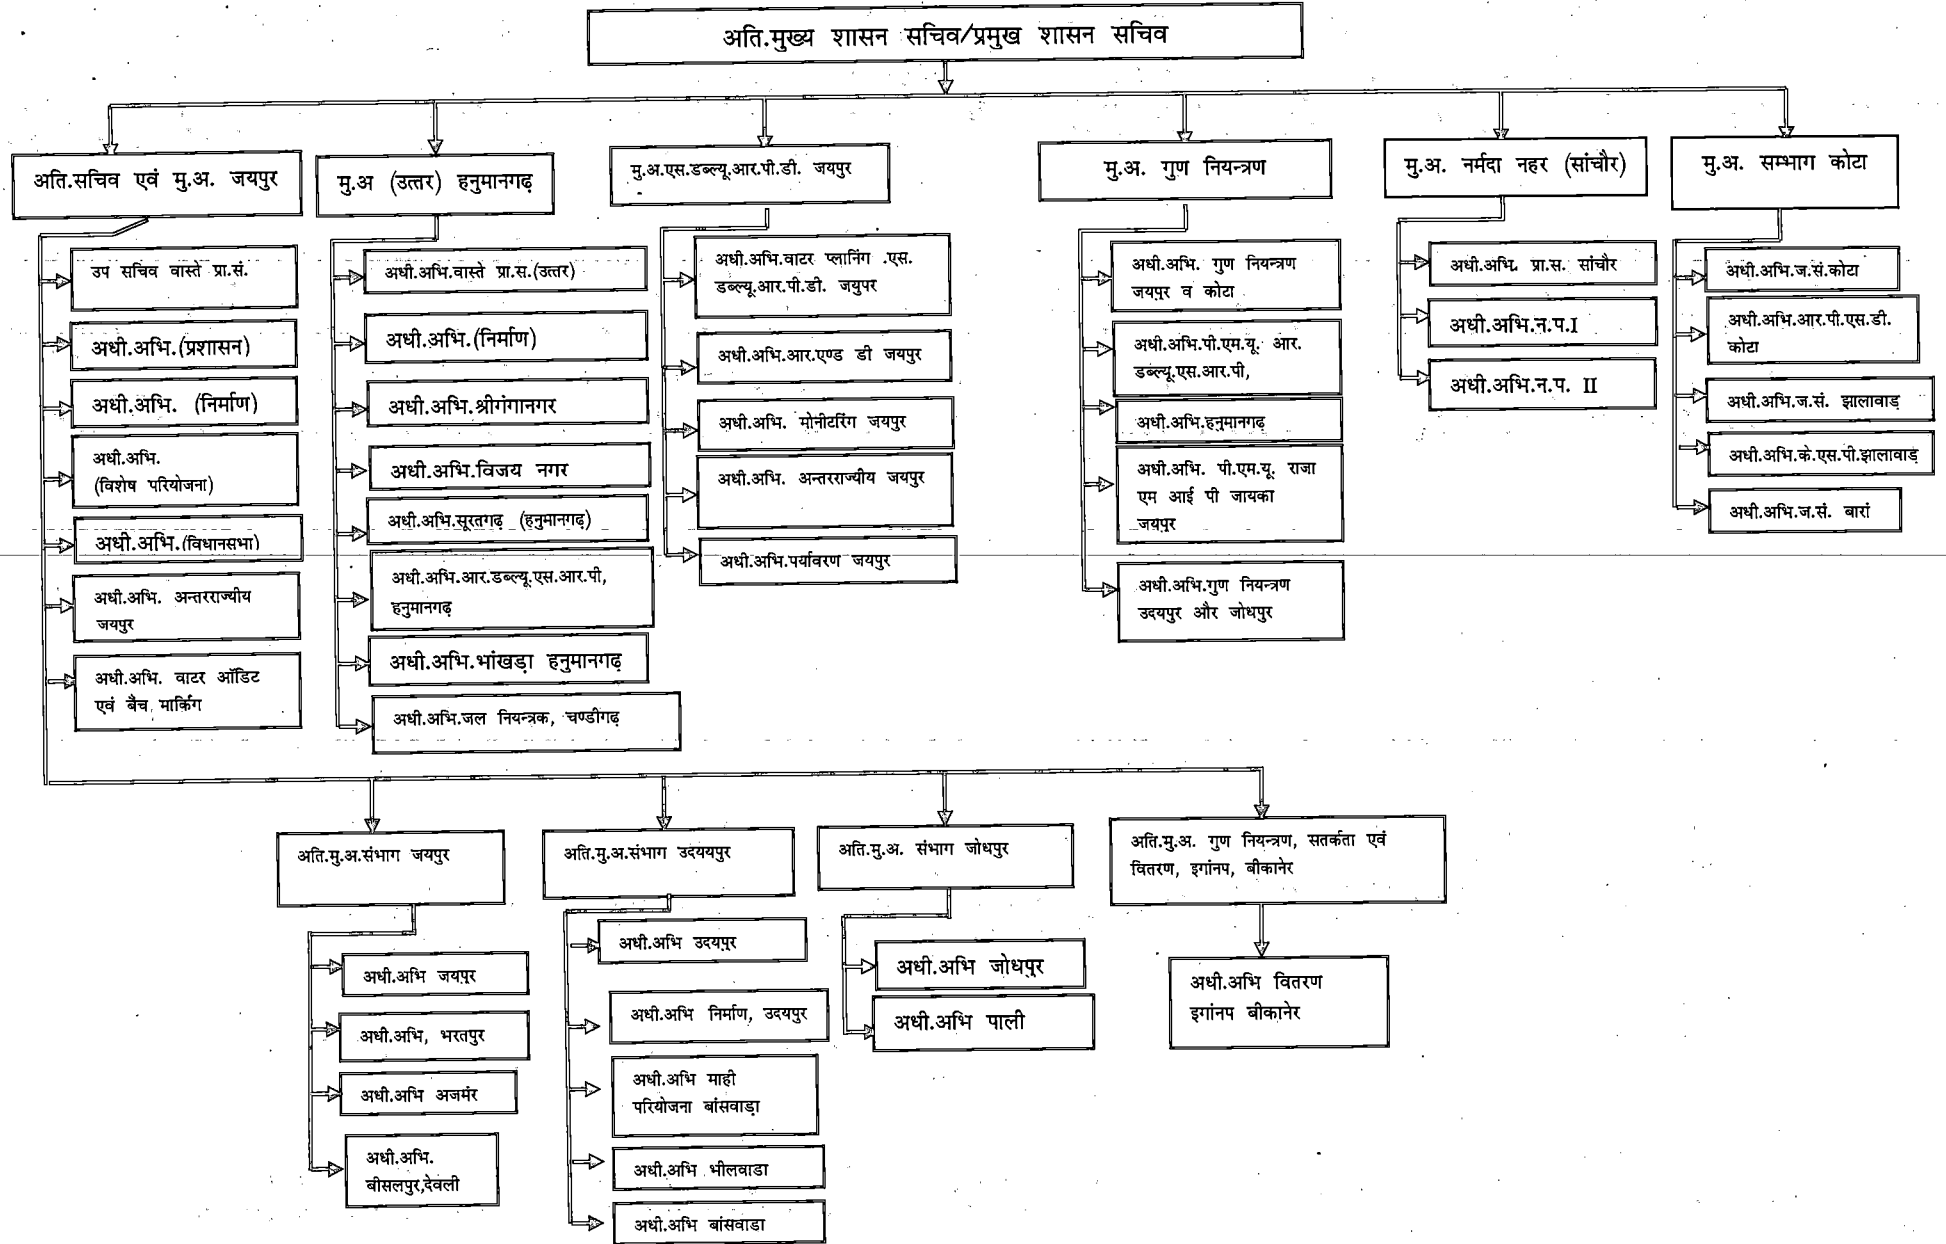 अति.मुख्य शासन सचिव/प्रमुख शासन सचिव
अति.सचिव एवं मु.अ. जयपुर
उप सचिव वास्ते प्रा.सं.
अधी.अभि.(प्रशासन)
अधी.अभि. (निर्माण)
अधी.अभि.
(विशेष परियोजना)
अधी.अभि.(विधानसभा)
अधी.अभि. अन्तरराज्यीय
जयपुर
अधी.अभि. वाटर ऑडिट
एवं बैंच मार्किंग
मु.अ (उत्तर) हनुमानगढ़
अधी.अभि.वास्ते प्रा.स.(उत्तर)
अधी.अभि.(निर्माण)
अधी.अभि.श्रीगंगानगर
अधी.अभि.विजय नगर
अधी.अभि.सूरतगढ़ (हनुमानगढ़)
अधी.अभि.आर.डब्ल्यू.एस.आर.पी,
हनुमानगढ़
अधी.अभि.भांखड़ा हनुमानगढ़
अधी.अभि.जल नियन्त्रक, चण्डीगढ़
मु.अ.एस.डब्ल्यू.आर.पी.डी. जयपुर
अधी.अभि.वाटर प्लानिंग .एस.
डब्ल्यू.आर.पी.डी. जयुपर
अधी.अभि.आर.एण्ड डी जयपुर
अधी.अभि. मोनीटरिंग जयपुर
अधी.अभि. अन्तरराज्यीय जयपुर
अधी.अभि.पर्यावरण जयपुर
मु.अ. गुण नियन्त्रण
अधी.अभि. गुण नियन्त्रण
जयपुर व कोटा
अधी.अभि.पी.एम.यू. आर.
डब्ल्यू.एस.आर.पी,
अधी.अभि.हनुमानगढ़
अधी.अभि. पी.एम.यू. राजा
एम आई पी जायका
जयपुर
अधी.अभि.गुण नियन्त्रण
उदयपुर और जोधपुर
मु.अ. नर्मदा नहर (सांचौर)
अधी.अभि. प्रा.स. सांचौर
अधी.अभि.न.प.I
अधी.अभि.न.प. II
मु.अ. सम्भाग कोटा
अधी.अभि.ज.सं.कोटा
अधी.अभि.आर.पी.एस.डी.
कोटा
अधी.अभि.ज.सं. झालावाड़
अधी.अभि.के.एस.पी.झालावाड़
अधी.अभि.ज.सं. बारां
अति.मु.अ.संभाग जयपुर
अधी.अभि जयपुर
अधी.अभि, भरतपुर
अधी.अभि अजमंर
अधी.अभि.
बीसलपुर,देवली
अति.मु.अ.संभाग उदययपुर
अधी.अभि उदयपुर
अधी.अभि निर्माण, उदयपुर
अधी.अभि माही
परियोजना बांसवाड़ा
अधी.अभि भीलवाडा
अधी.अभि बांसवाडा
अति.मु.अ. संभाग जोधपुर
अधी.अभि जोधपुर
अधी.अभि पाली
अति.मु.अ. गुण नियन्त्रण, सतर्कता एवं
वितरण, इगांनप, बीकानेर
अधी.अभि वितरण
इगांनप बीकानेर